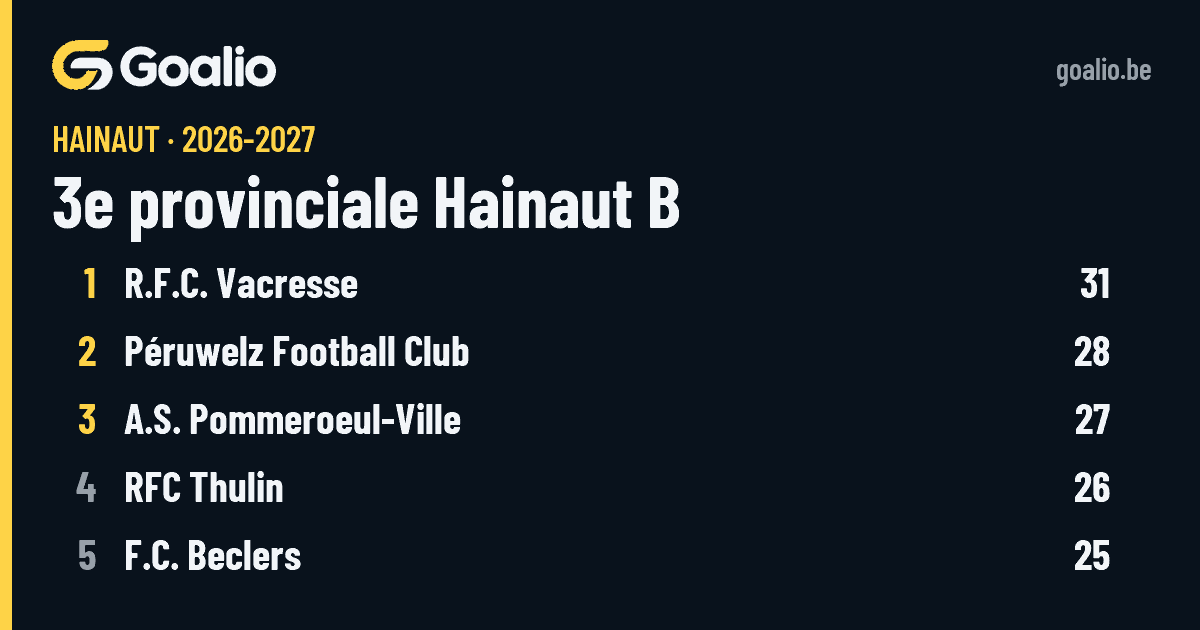 Goalio
goalio.be
HAINAUT · 2026-2027
3e provinciale Hainaut B
1 R.F.C. Vacresse 31
2 Péruwelz Football Club 28
3 A.S. Pommeroeul-Ville 27
4 RFC Thulin 26
5 F.C. Beclers 25